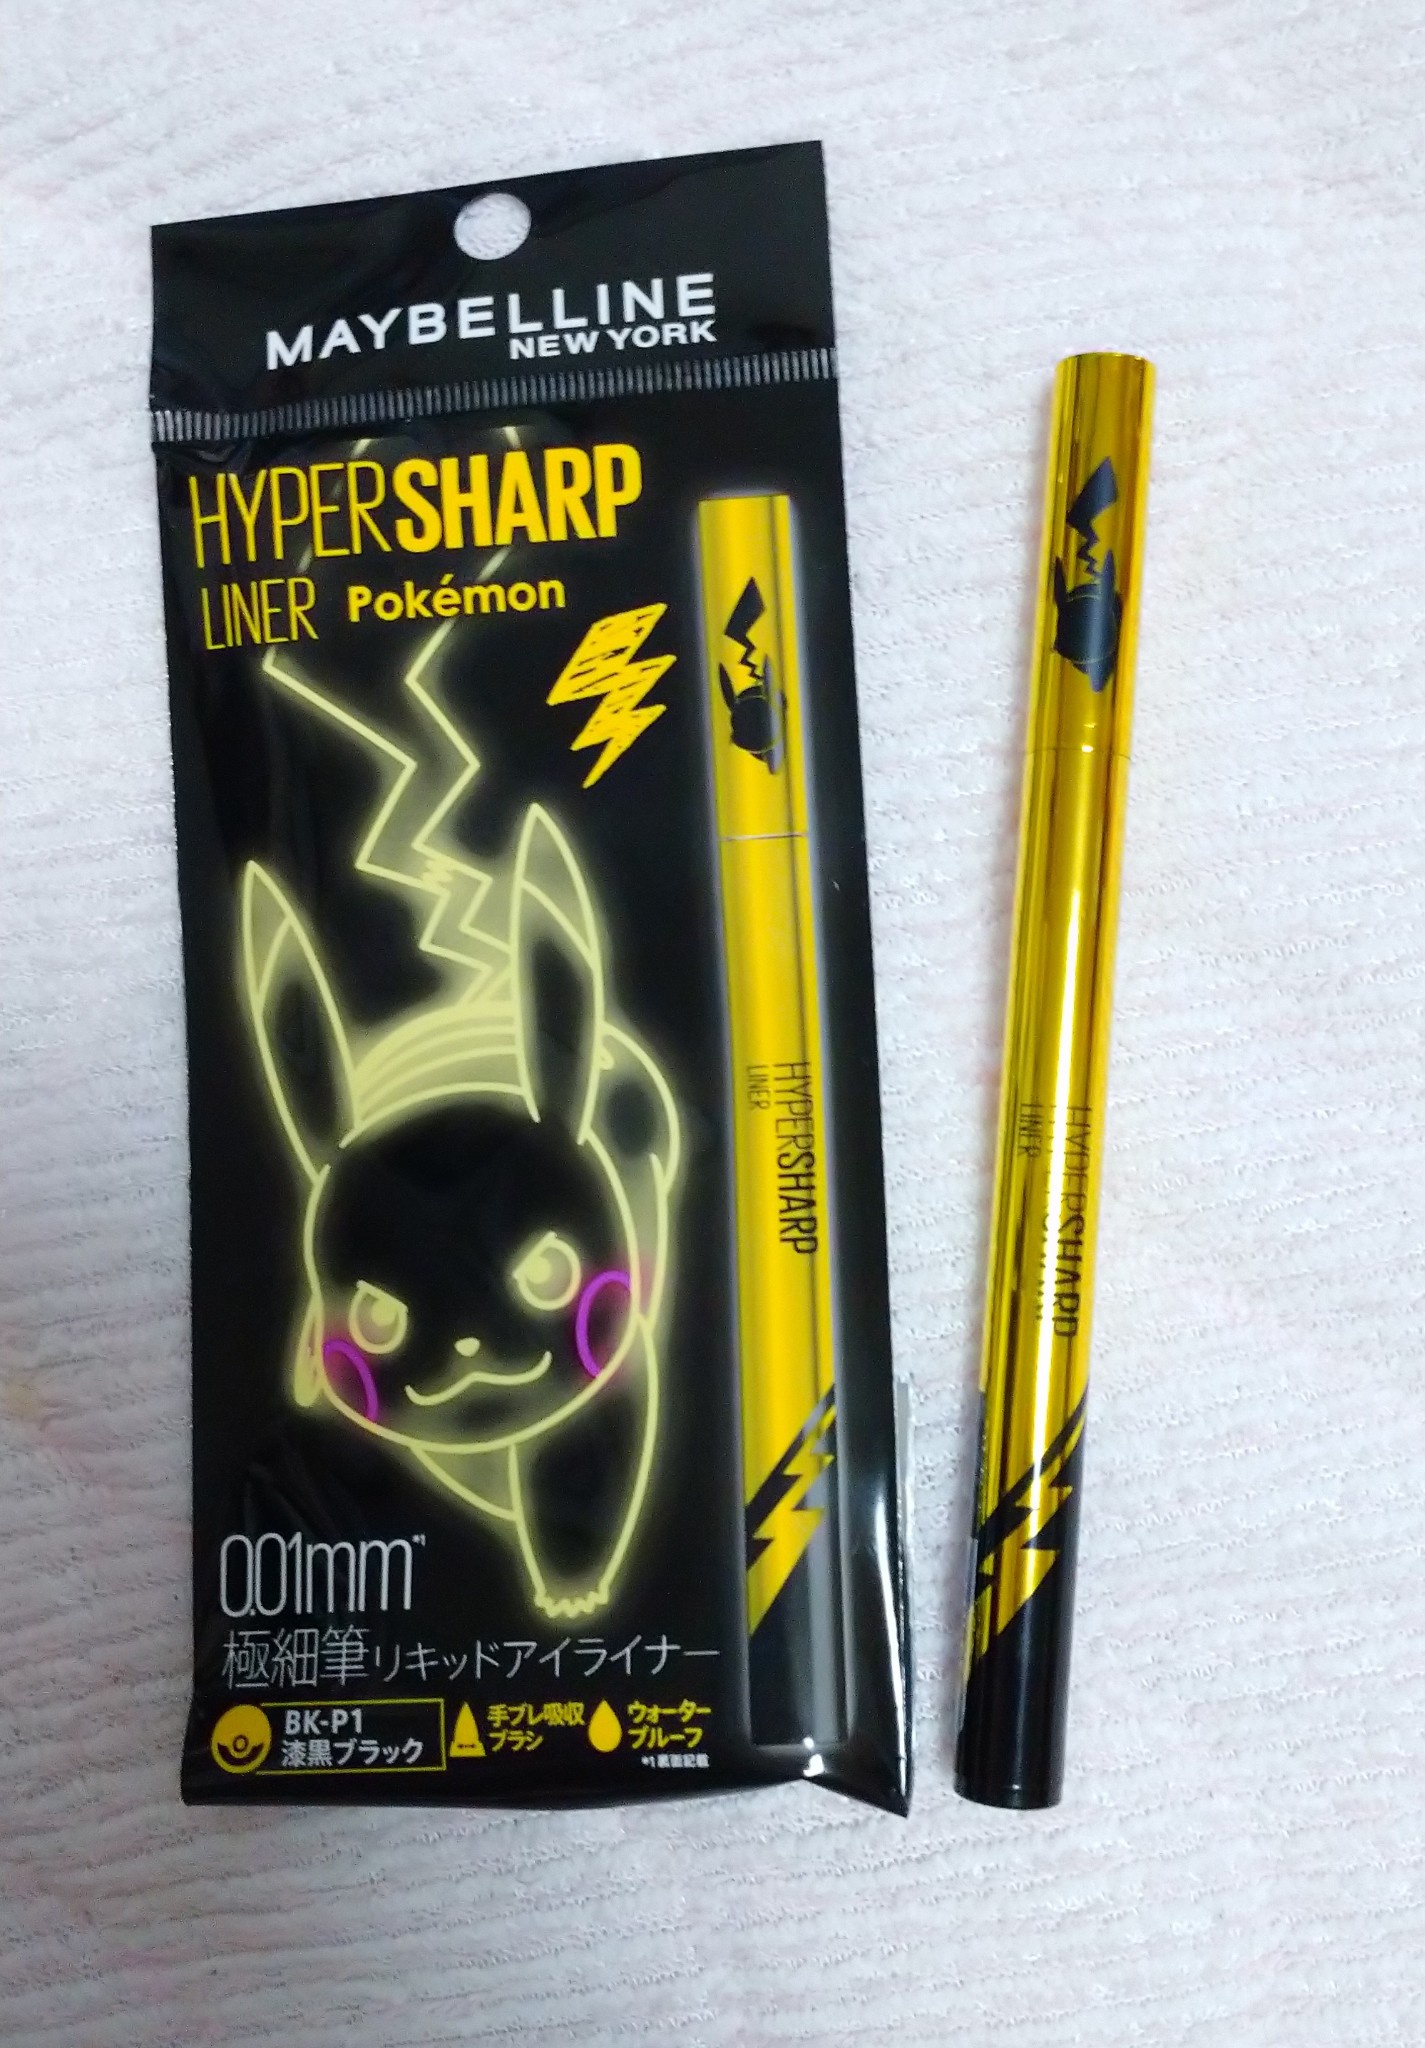 MAYBELLINE
NEW YORK
HYPERSHARP
LINER Pokémon
0.01mm*1
極細筆リキッドアイライナー
BK-P1
漆黒ブラック
手ブレ吸収
ブラシ
ウォーター
プルーフ
*1裏面記載
HYPERSHARP
LINER
HYPERSHARP
LINER